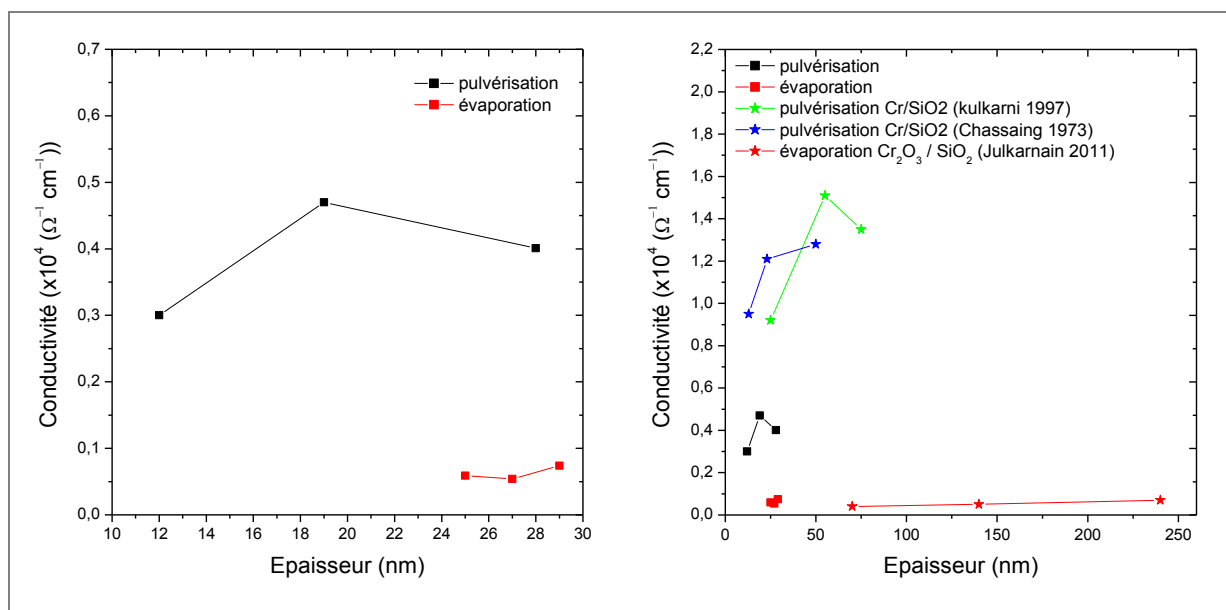 0,7
0,6
0,5
0,4
0,3
0,2
0,1
0,0
Conductivité (x10⁴ (Ω⁻¹ cm⁻¹))
10 12 14 16 18 20 22 24 26 28 30
Epaisseur (nm)
pulvérisation
évaporation
2,2
2,0
1,8
1,6
1,4
1,2
1,0
0,8
0,6
0,4
0,2
0,0
Conductivité (x10⁴ (Ω⁻¹ cm⁻¹))
0 50 100 150 200 250
Epaisseur (nm)
pulvérisation
évaporation
pulvérisation Cr/SiO2 (kulkarni 1997)
pulvérisation Cr/SiO2 (Chassaing 1973)
évaporation Cr₂O₃ / SiO₂ (Julkarnain 2011)